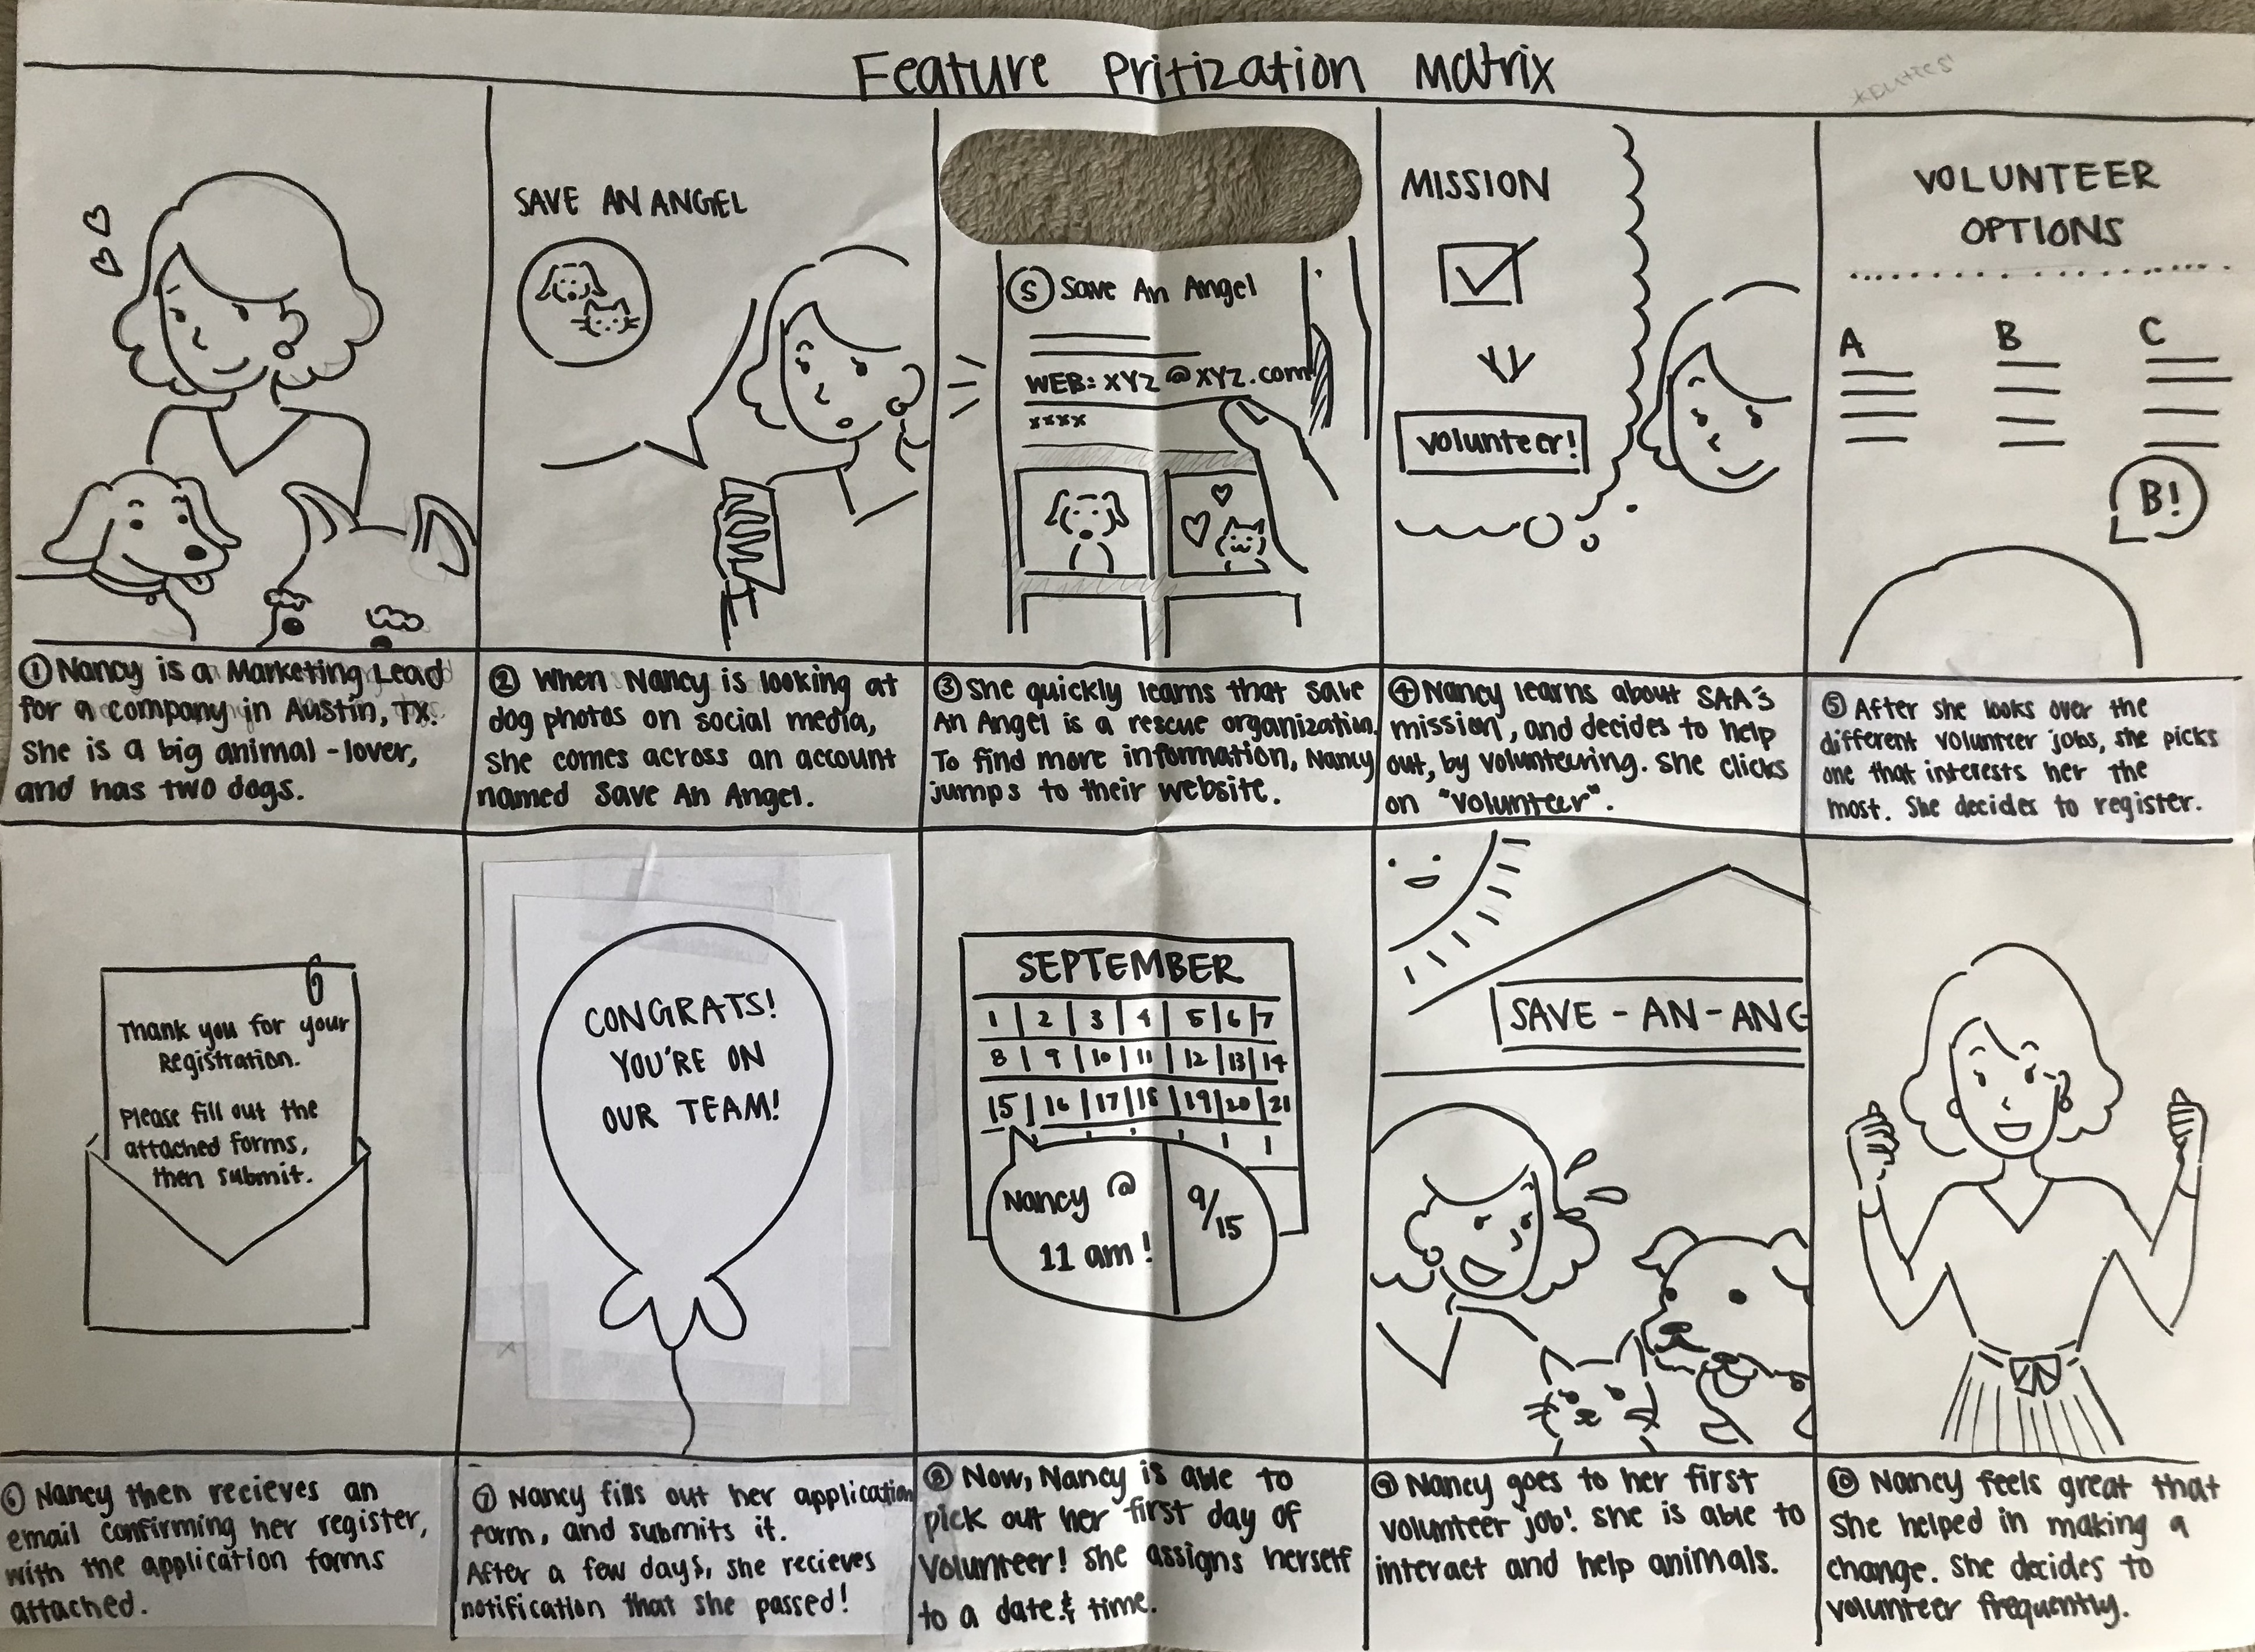 Feature Pritization Matrix
SAVE AN ANGEL
S Save An Angel
WEB: XYZ@XYZ.com
xxxx
MISSION
Volunteer!
VOLUNTEER
OPTIONS
A B C
B!
① Nancy is a Marketing Lead
for a company in Austin, TX.
She is a big animal-lover,
and has two dogs.
② When Nancy is looking at
dog photos on social media,
she comes across an account
named Save An Angel.
③ She quickly learns that Save
An Angel is a rescue organization.
To find more information, Nancy
jumps to their website.
④ Nancy learns about SAA's
mission, and decides to help
out, by volunteering. She clicks
on "volunteer".
⑤ After she looks over the
different volunteer jobs, she picks
one that interests her the
most. She decides to register.
Thank you for your
Registration.
Please fill out the
attached forms,
then submit.
CONGRATS!
YOU'RE ON
OUR TEAM!
SEPTEMBER
1 2 3 4 5 6 7
8 9 10 11 12 13 14
15 16 17 18 19 20 21
Nancy @
11 am!
9/15
SAVE-AN-ANG
⑥ Nancy then recieves an
email confirming her register,
with the application forms
attached.
⑦ Nancy fills out her application
form, and submits it.
After a few days, she recieves
notification that she passed!
⑧ Now, Nancy is able to
pick out her first day of
Volunteer! She assigns herself
to a date & time.
⑨ Nancy goes to her first
volunteer job! She is able to
interact and help animals.
⑩ Nancy feels great that
she helped in making a
change. She decides to
volunteer frequently.